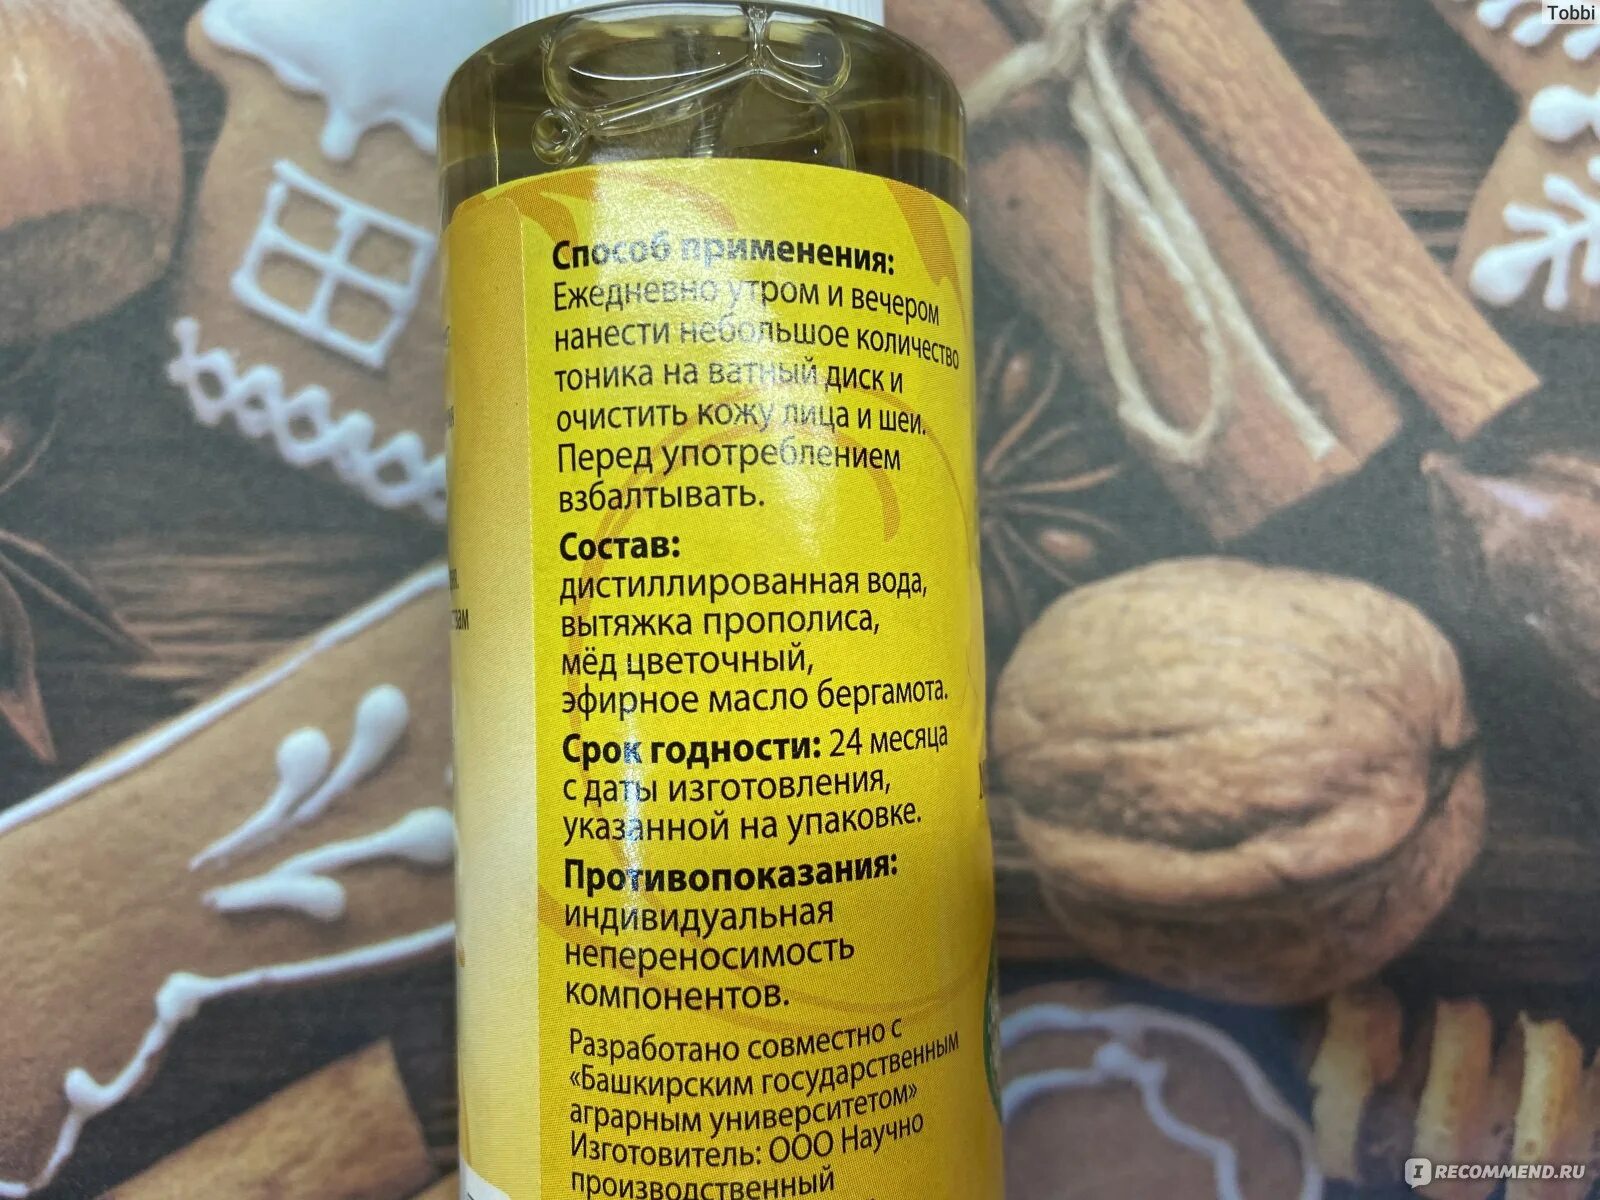 Tobbi
Способ применения:
Ежедневно утром и вечером
нанести небольшое количество
тоника на ватный диск и
очистить кожу лица и шеи.
Перед употреблением
взбалтывать.
Состав:
дистиллированная вода,
вытяжка прополиса,
мёд цветочный,
эфирное масло бергамота.
Срок годности: 24 месяца
с даты изготовления,
указанной на упаковке.
Противопоказания:
индивидуальная
непереносимость
компонентов.
Разработано совместно с
«Башкирским государственным
аграрным университетом»
Изготовитель: ООО Научно
производственный
IRECOMMEND.RU